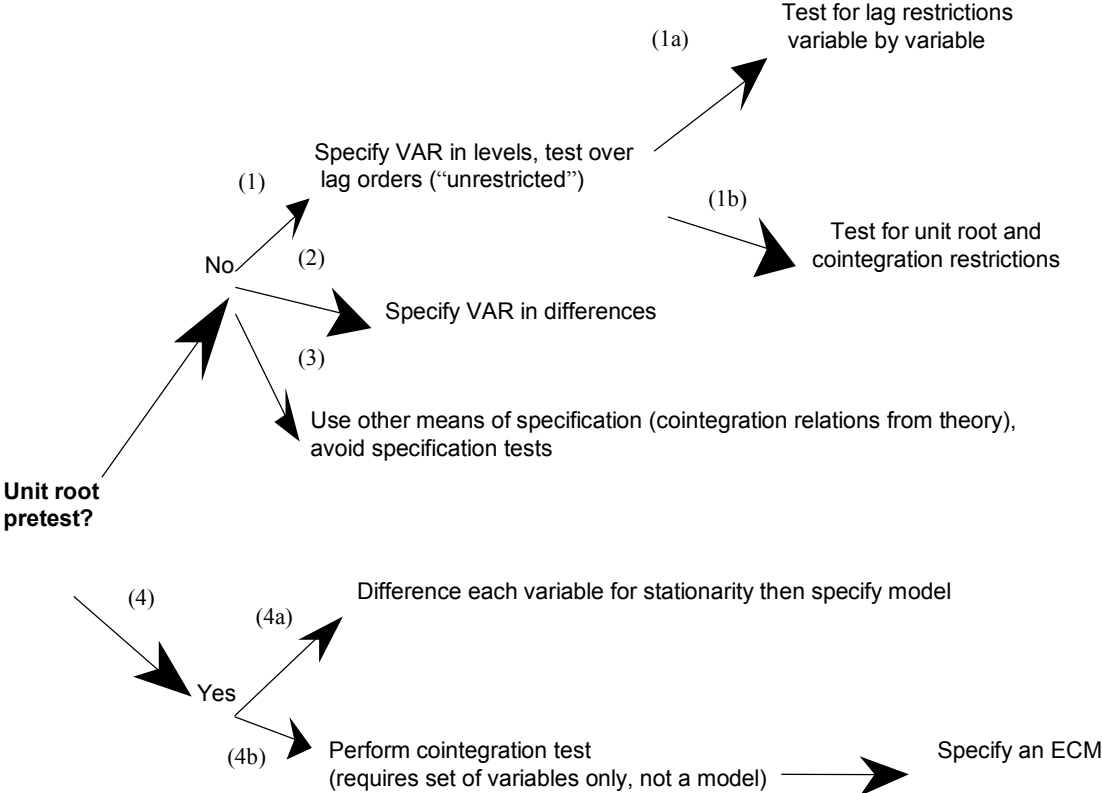 Test for lag restrictions
variable by variable
(1a)
Specify VAR in levels, test over
lag orders (“unrestricted”)
(1)
(1b)
Test for unit root and
cointegration restrictions
No
(2)
Specify VAR in differences
(3)
Use other means of specification (cointegration relations from theory),
avoid specification tests
Unit root
pretest?
(4)
Difference each variable for stationarity then specify model
(4a)
Yes
(4b)
Perform cointegration test
(requires set of variables only, not a model)
Specify an ECM